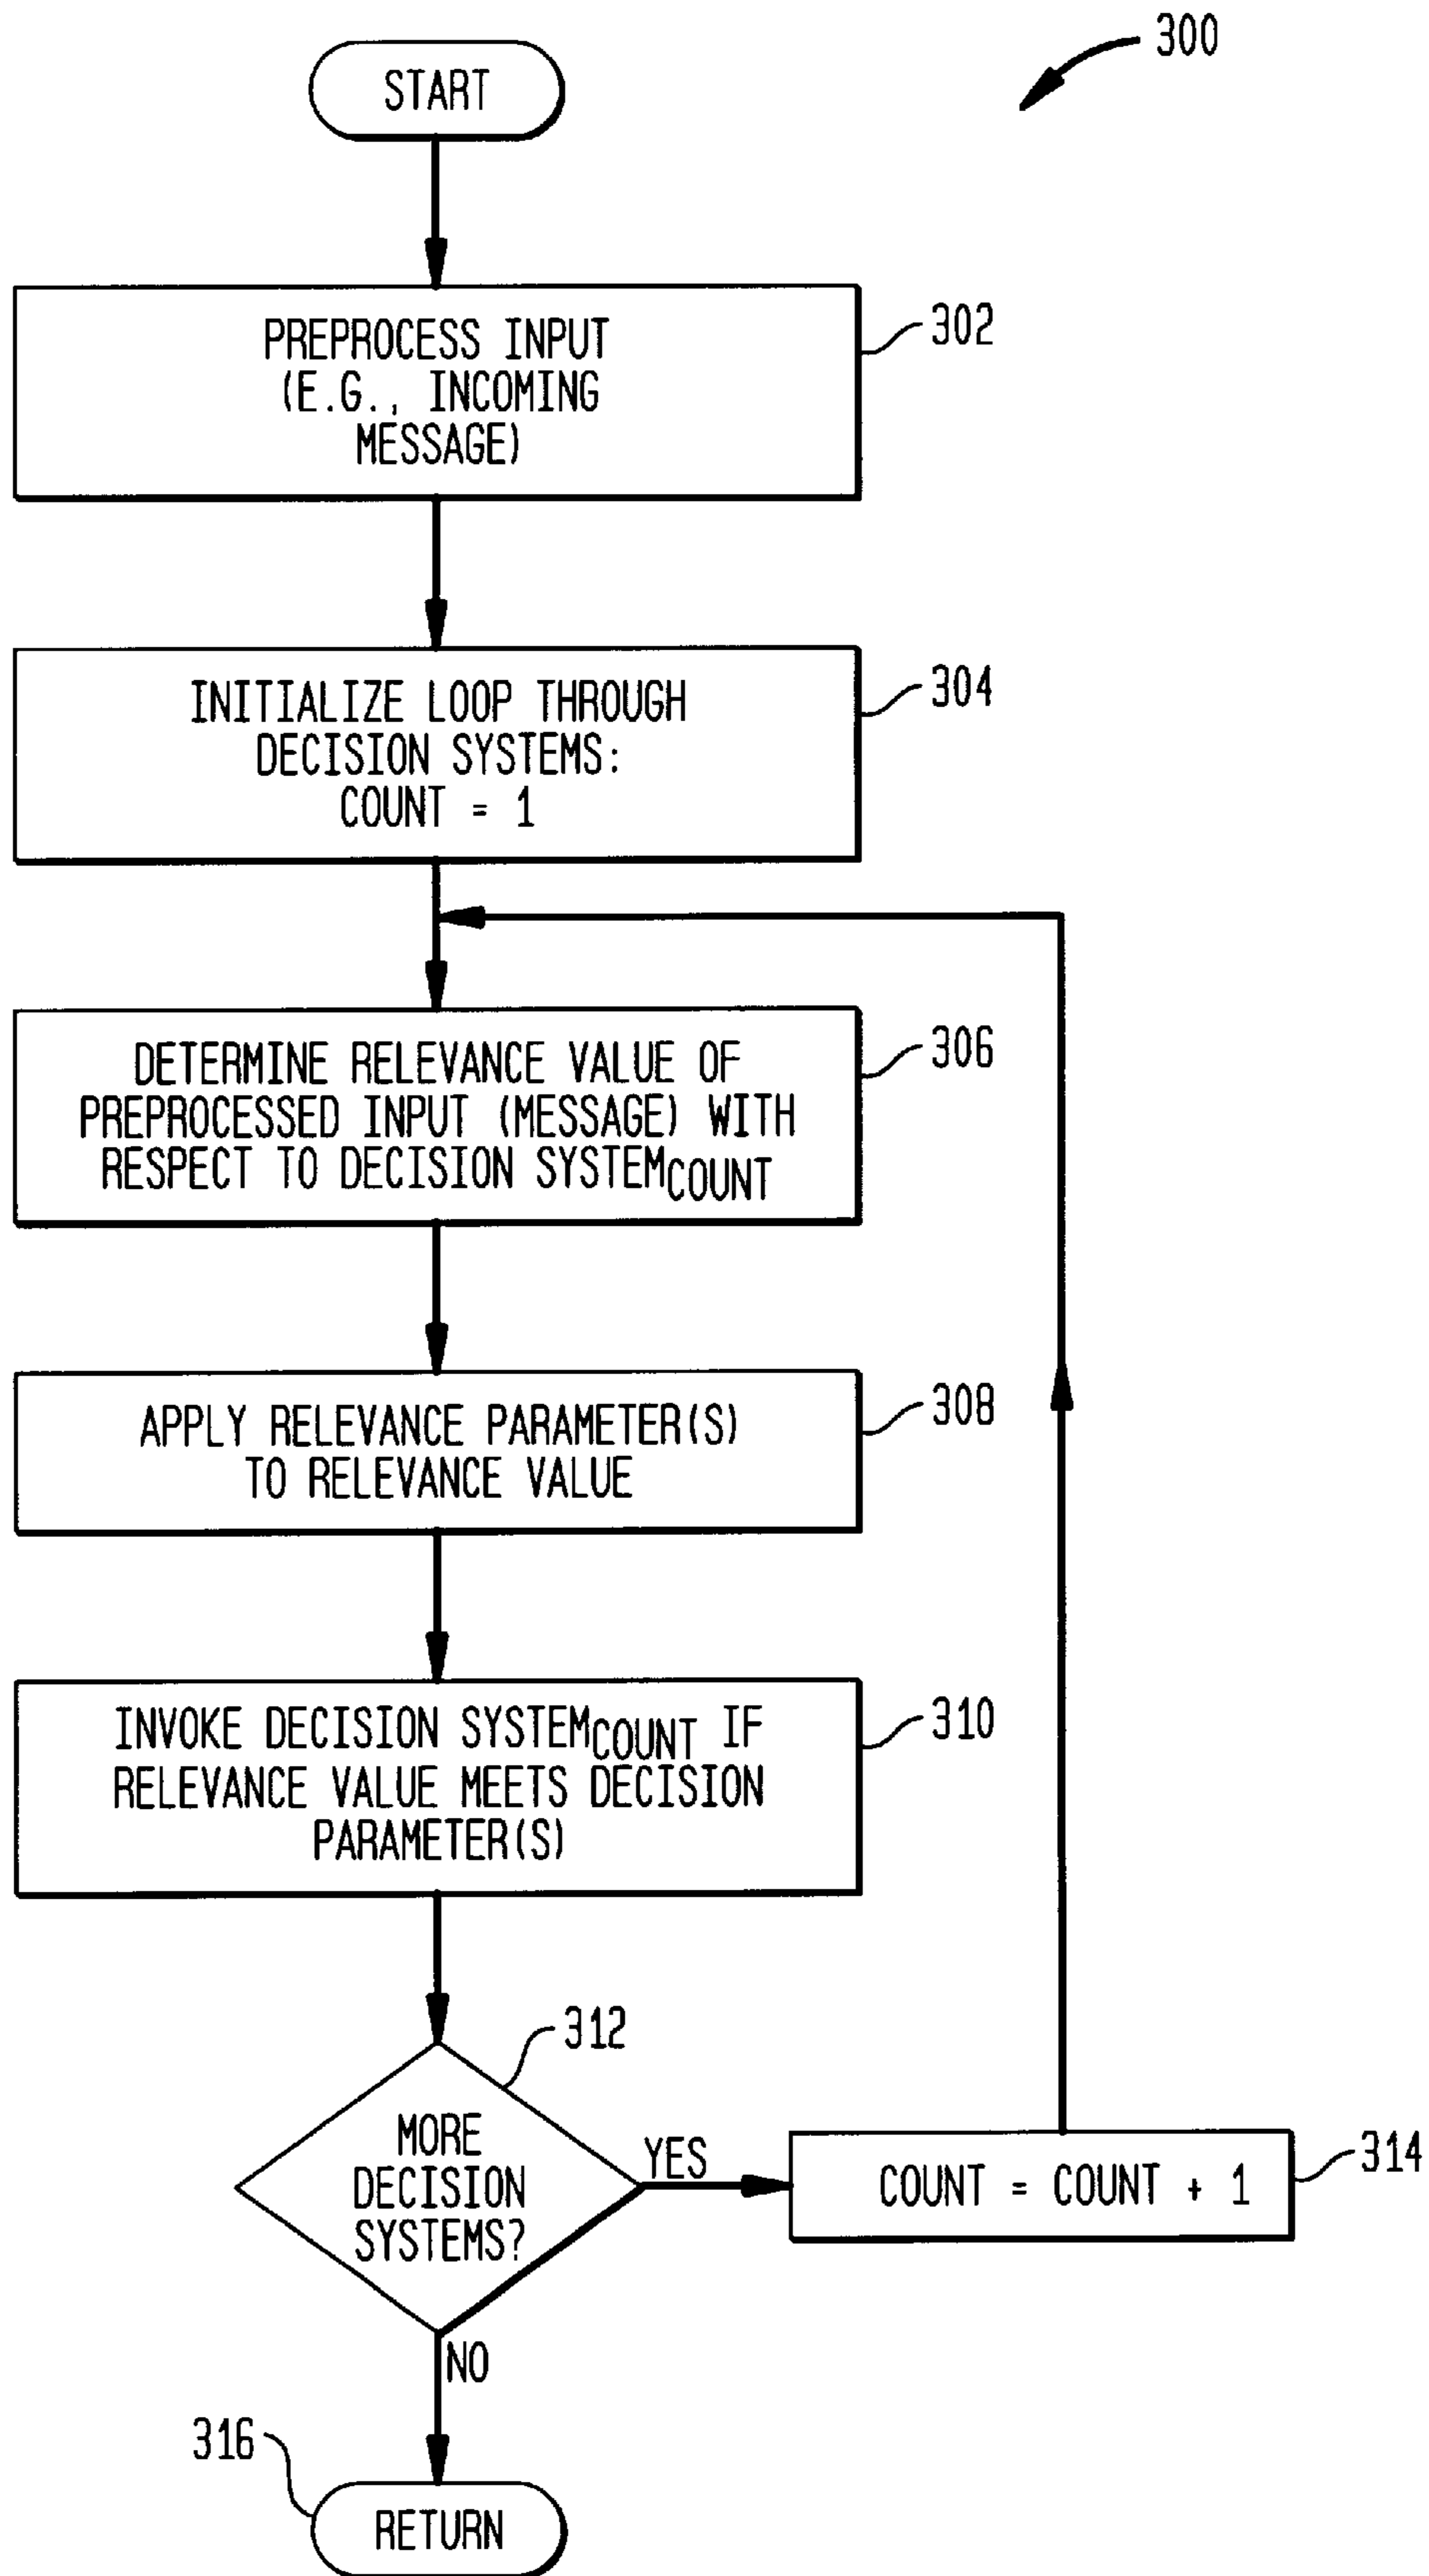 300
START
PREPROCESS INPUT
(E.G., INCOMING
MESSAGE)
302
INITIALIZE LOOP THROUGH
DECISION SYSTEMS:
COUNT = 1
304
DETERMINE RELEVANCE VALUE OF
PREPROCESSED INPUT (MESSAGE) WITH
RESPECT TO DECISION SYSTEMCOUNT
306
APPLY RELEVANCE PARAMETER(S)
TO RELEVANCE VALUE
308
INVOKE DECISION SYSTEMCOUNT IF
RELEVANCE VALUE MEETS DECISION
PARAMETER(S)
310
312
MORE
DECISION
SYSTEMS?
YES
COUNT = COUNT + 1
314
NO
316
RETURN